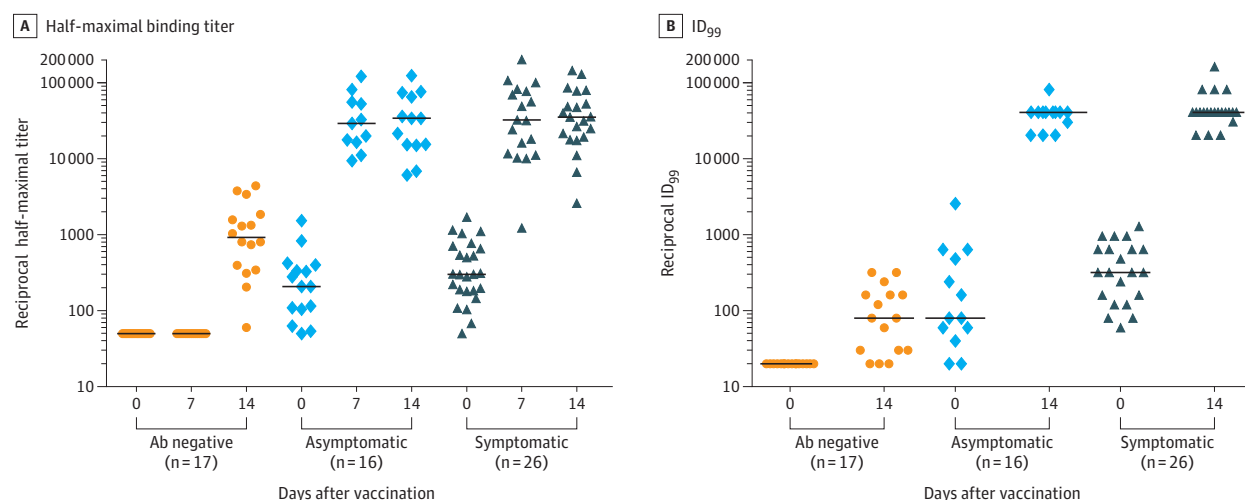 A Half-maximal binding titer
200 000
100 000
10 000
1000
100
10
Reciprocal half-maximal titer
0 7 14 0 7 14 0 7 14
Ab negative Asymptomatic Symptomatic
(n = 17) (n = 16) (n = 26)
Days after vaccination
B ID99
200 000
100 000
10 000
1000
100
10
Reciprocal ID99
0 14 0 14 0 14
Ab negative Asymptomatic Symptomatic
(n = 17) (n = 16) (n = 26)
Days after vaccination